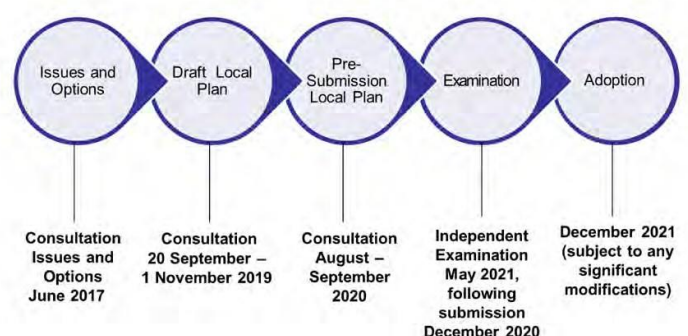 Issues and
Options
Draft Local
Plan
Pre-
Submission
Local Plan
Examination
Adoption
Consultation
Issues and
Options
June 2017
Consultation
20 September –
1 November 2019
Consultation
August –
September
2020
Independent
Examination
May 2021,
following
submission
December 2020
December 2021
(subject to any
significant
modifications)